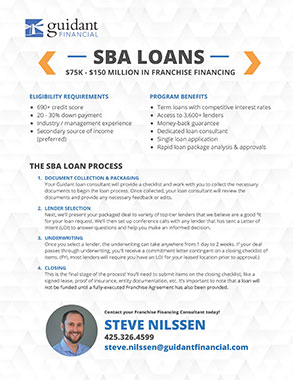 guidant
FINANCIAL
SBA LOANS
$75K - $150 MILLION IN FRANCHISE FINANCING
ELIGIBILITY REQUIREMENTS
• 690+ credit score
• 20 - 30% down payment
• Industry / management experience
• Secondary source of income
(preferred)
PROGRAM BENEFITS
• Term loans with competitive interest rates
• Access to 3,600+ lenders
• Money-back guarantee
• Dedicated loan consultant
• Single loan application
• Rapid loan package analysis & approvals
THE SBA LOAN PROCESS
1. DOCUMENT COLLECTION & PACKAGING
Your Guidant loan consultant will provide a checklist and work with you to collect the necessary
documents to begin the loan process. Once collected, your loan consultant will review the
documents and provide any necessary feedback or edits.
2. LENDER SELECTION
Next, we'll present your packaged deal to variety of top-tier lenders that we believe are a good fit
for your loan request. We'll then set up conference calls with any lender that has sent a Letter of
Intent (LOI) to answer questions and help you make an informed decision.
3. UNDERWRITING
Once you select a lender, the underwriting can take anywhere from 1 day to 2 weeks. If your deal
passes through underwriting, you'll receive a commitment letter contingent on a closing checklist of
items. (FYI, most lenders will require you have an LOI for your leased location prior to approval.)
4. CLOSING
This is the final stage of the process! You'll need to submit items on the closing checklist, like a
signed lease, proof of insurance, entity documentation, etc. It's important to note that a loan will
not be funded until a fully-executed Franchise Agreement has also been provided.
Contact your Franchise Financing Consultant today!
STEVE NILSSEN
425.326.4599
steve.nilssen@guidantfinancial.com